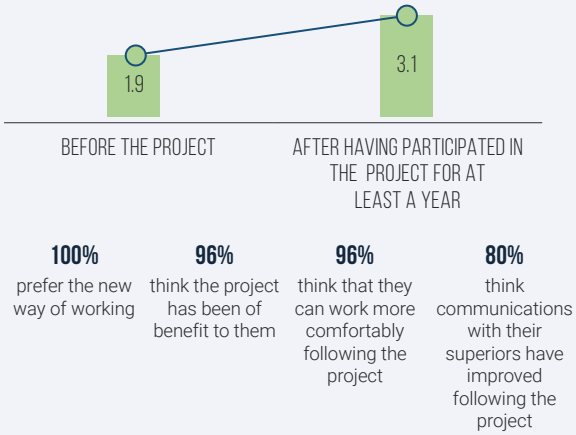 1.9
3.1
BEFORE THE PROJECT
AFTER HAVING PARTICIPATED IN
THE PROJECT FOR AT
LEAST A YEAR
100%
prefer the new
way of working
96%
think the project
has been of
benefit to them
96%
think that they
can work more
comfortably
following the
project
80%
think
communications
with their
superiors have
improved
following the
project